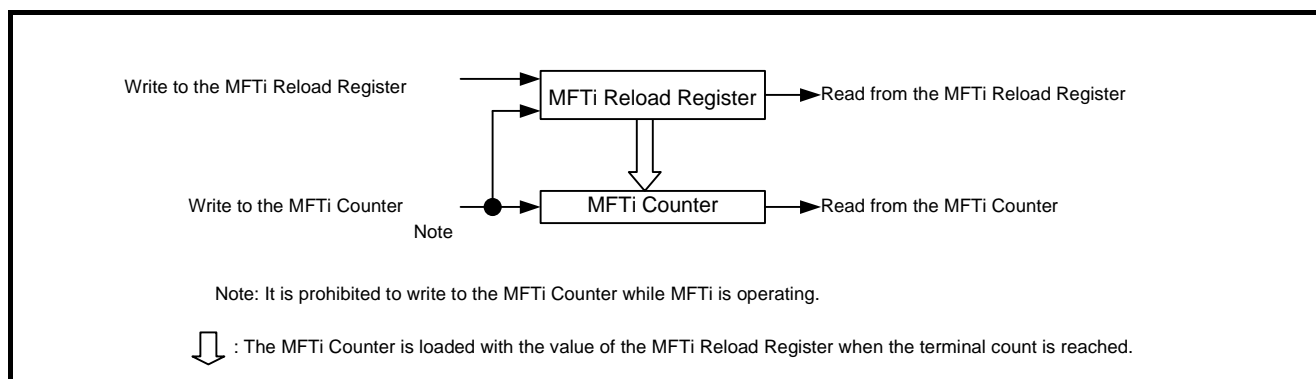 Write to the MFTi Reload Register
MFTi Reload Register
Read from the MFTi Reload Register
Write to the MFTi Counter
Note
MFTi Counter
Read from the MFTi Counter
Note: It is prohibited to write to the MFTi Counter while MFTi is operating.
: The MFTi Counter is loaded with the value of the MFTi Reload Register when the terminal count is reached.